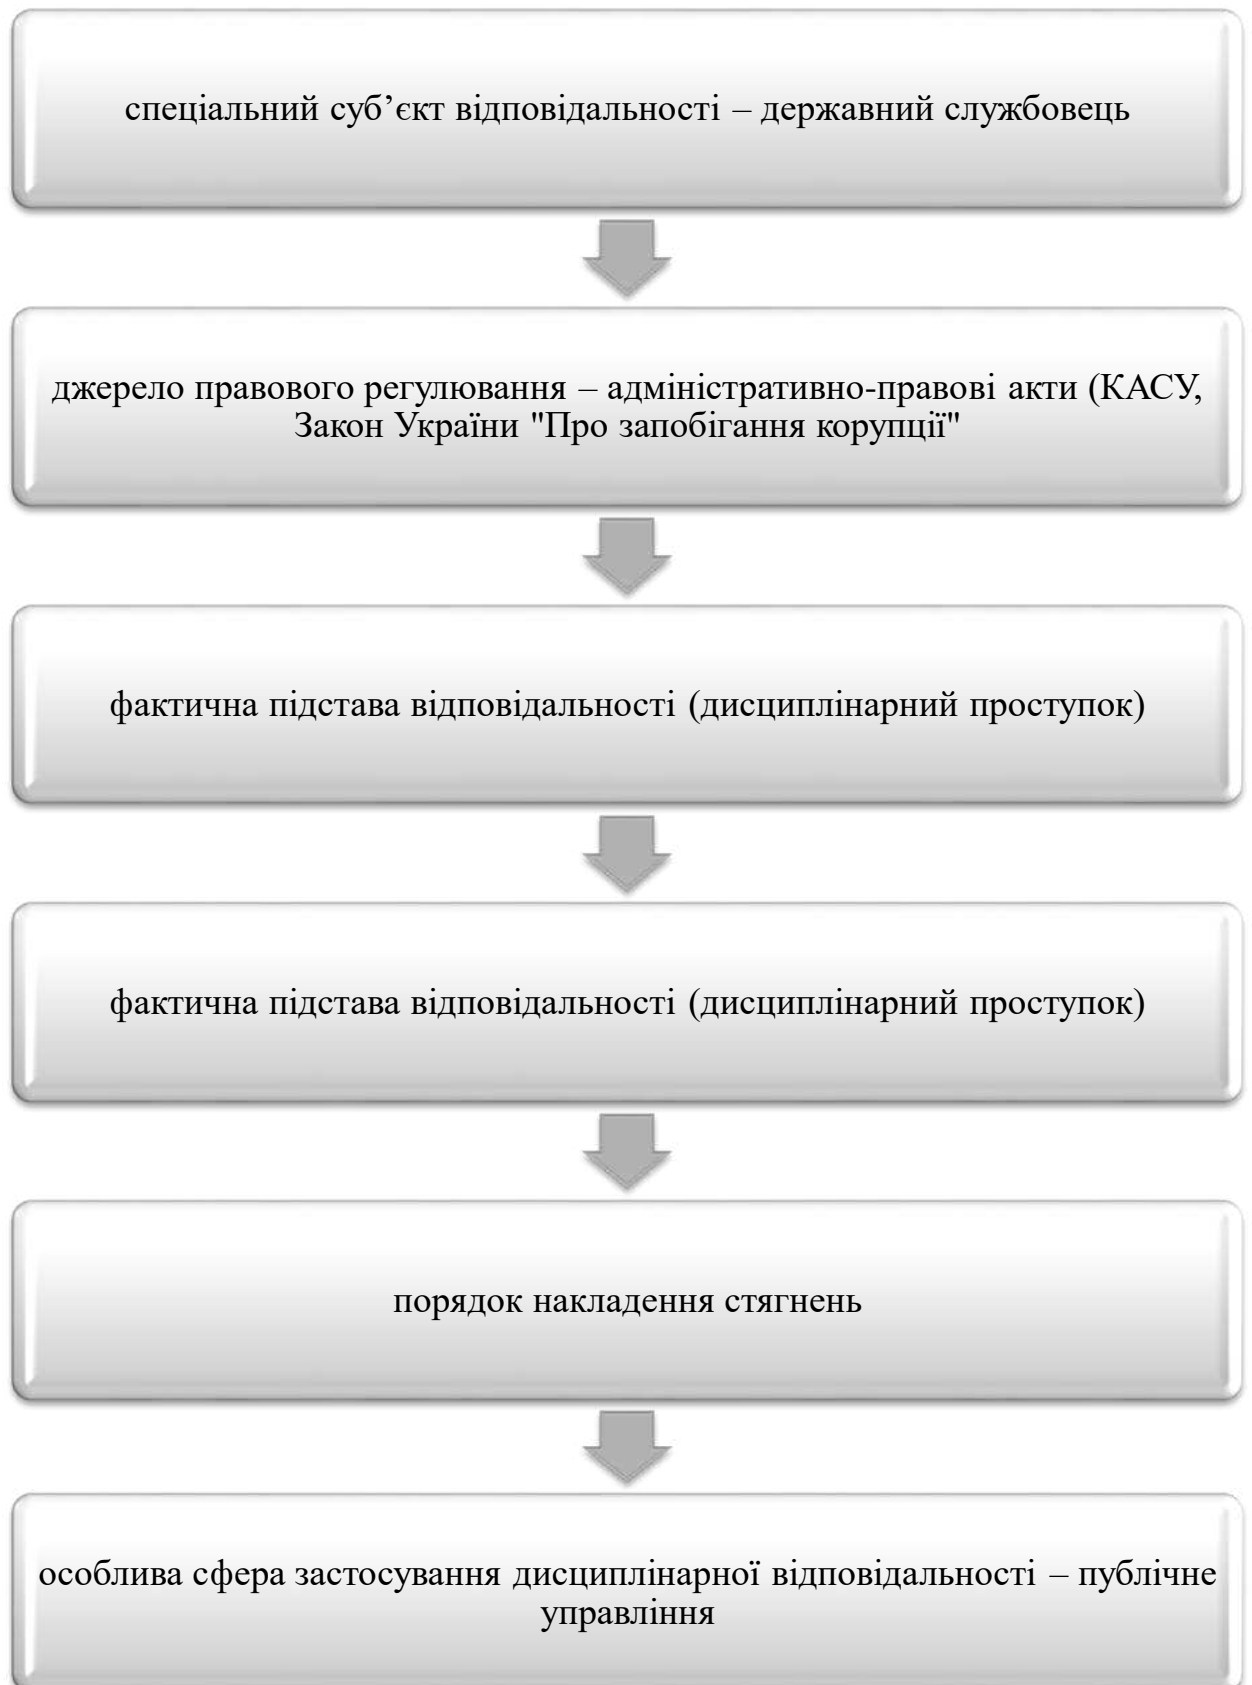 спеціальний суб’єкт відповідальності – державний службовець
джерело правового регулювання – адміністративно-правові акти (КАСУ,
Закон України "Про запобігання корупції"
фактична підстава відповідальності (дисциплінарний проступок)
фактична підстава відповідальності (дисциплінарний проступок)
порядок накладення стягнень
особлива сфера застосування дисциплінарної відповідальності – публічне
управління